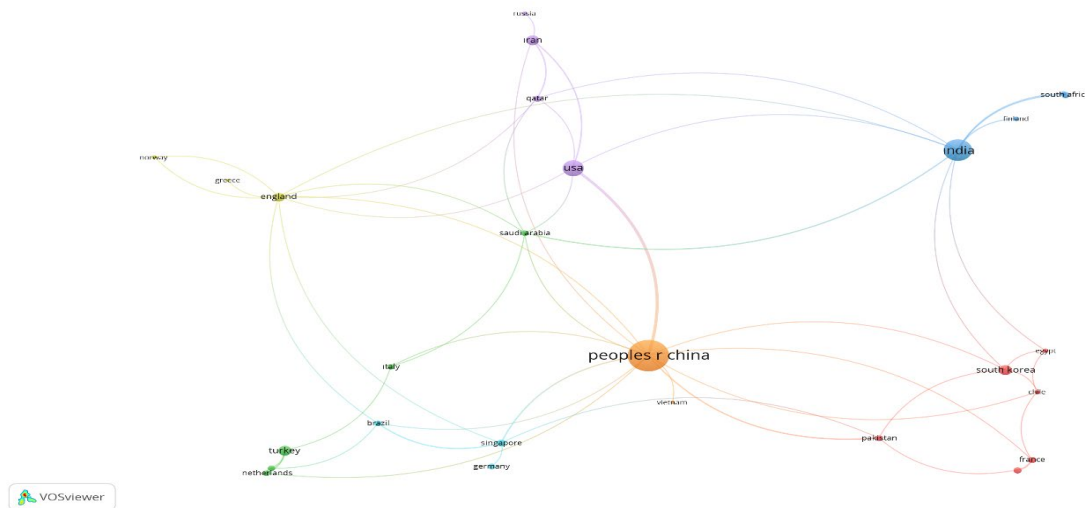 russia
iran
qatar
south afric
finland
india
usa
norway
greece
england
saudi arabia
peoples r china
egypt
italy
south korea
chile
vietnam
brazil
pakistan
singapore
turkey
france
germany
netherlands
VOSviewer